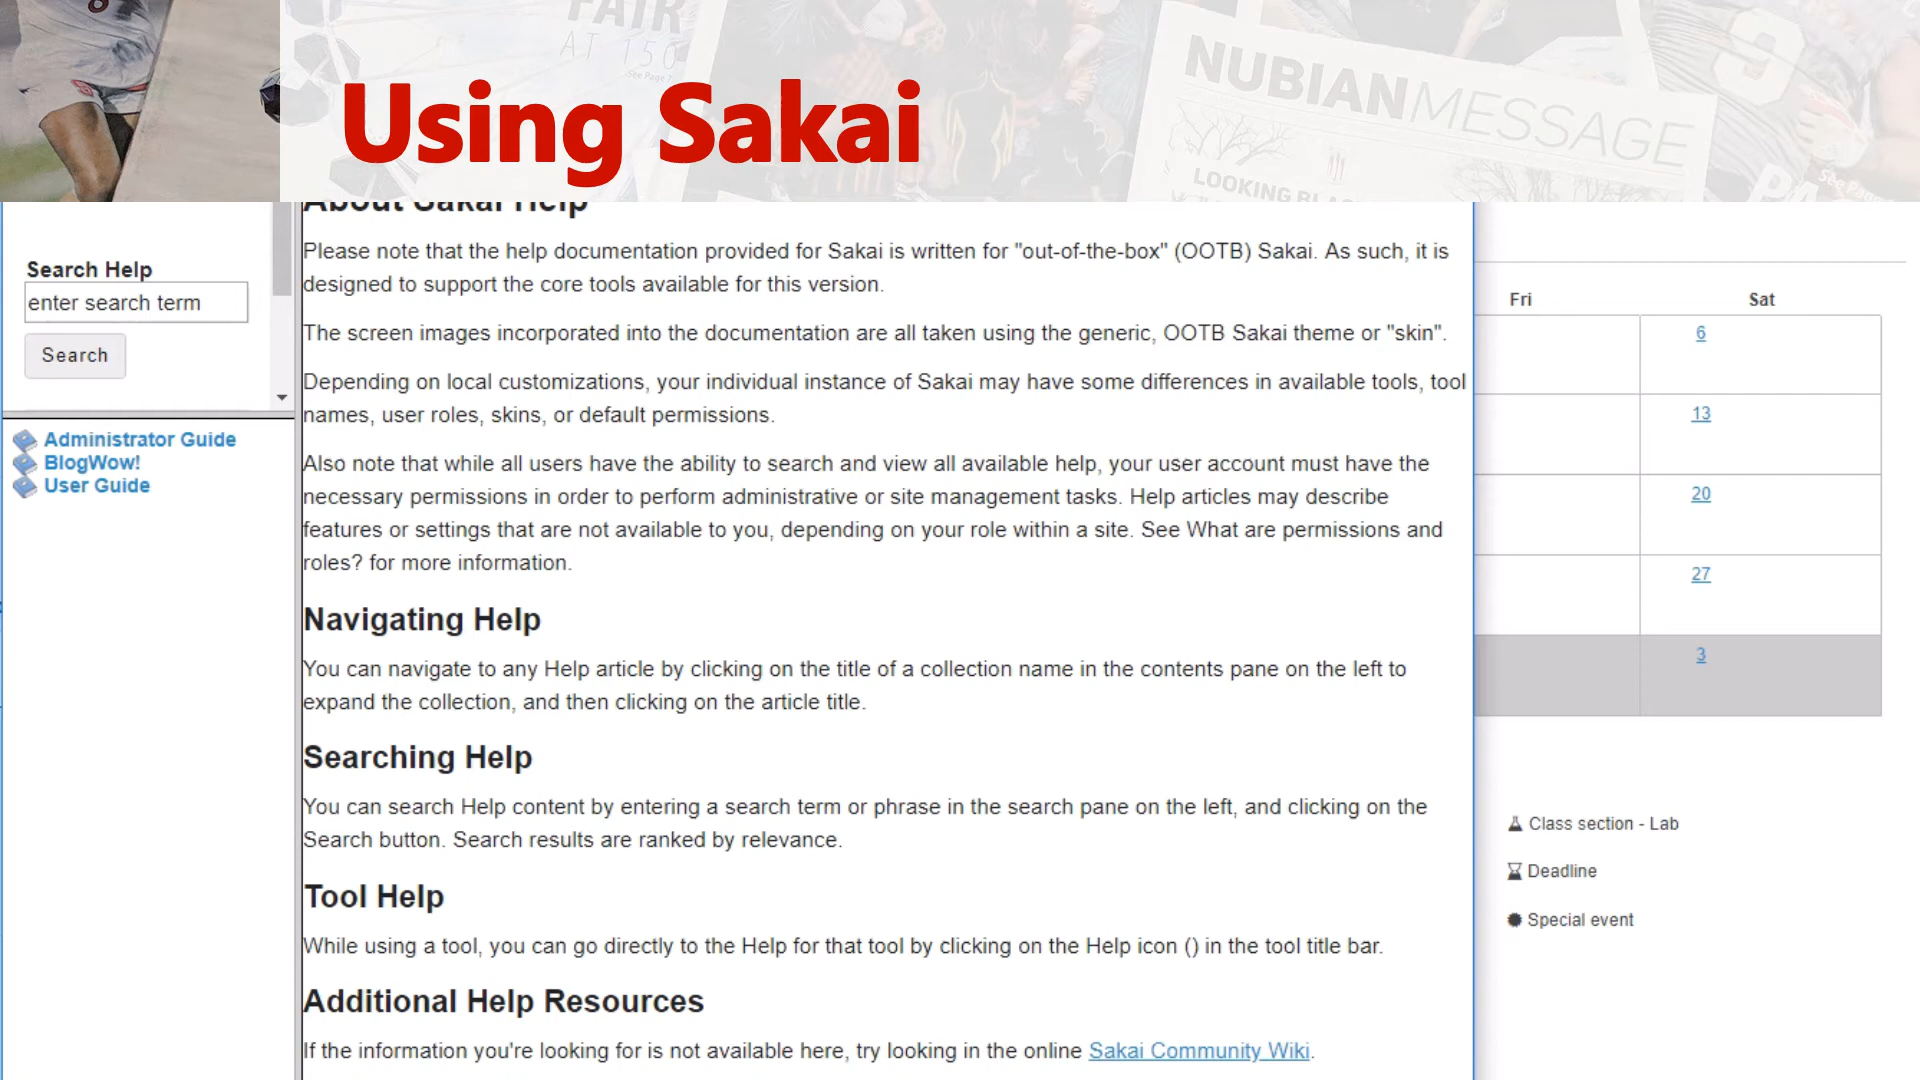 FAIR
AT 150
See Page 7
NUBIANMESSAGE
LOOKING
See Page
Using Sakai
About Sakai Help
Search Help
enter search term
Search
Administrator Guide
BlogWow!
User Guide
Please note that the help documentation provided for Sakai is written for "out-of-the-box" (OOTB) Sakai. As such, it is
designed to support the core tools available for this version.
The screen images incorporated into the documentation are all taken using the generic, OOTB Sakai theme or "skin".
Depending on local customizations, your individual instance of Sakai may have some differences in available tools, tool
names, user roles, skins, or default permissions.
Also note that while all users have the ability to search and view all available help, your user account must have the
necessary permissions in order to perform administrative or site management tasks. Help articles may describe
features or settings that are not available to you, depending on your role within a site. See What are permissions and
roles? for more information.
Navigating Help
You can navigate to any Help article by clicking on the title of a collection name in the contents pane on the left to
expand the collection, and then clicking on the article title.
Searching Help
You can search Help content by entering a search term or phrase in the search pane on the left, and clicking on the
Search button. Search results are ranked by relevance.
Tool Help
While using a tool, you can go directly to the Help for that tool by clicking on the Help icon () in the tool title bar.
Additional Help Resources
If the information you're looking for is not available here, try looking in the online Sakai Community Wiki.
Fri Sat
6
13
20
27
3
Class section - Lab
Deadline
Special event